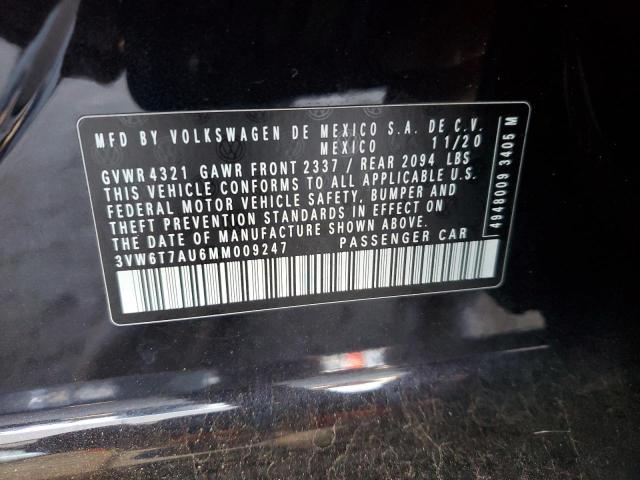 MFD BY VOLKSWAGEN DE MEXICO S.A. DE C.V.
MEXICO 11/20
GVWR 4321 GAWR FRONT 2337 / REAR 2094 LBS
THIS VEHICLE CONFORMS TO ALL APPLICABLE U.S.
FEDERAL MOTOR VEHICLE SAFETY, BUMPER AND
THEFT PREVENTION STANDARDS IN EFFECT ON
THE DATE OF MANUFACTURE SHOWN ABOVE.
3VW6T7AU6MM009247 PASSENGER CAR
4948009 3405 M